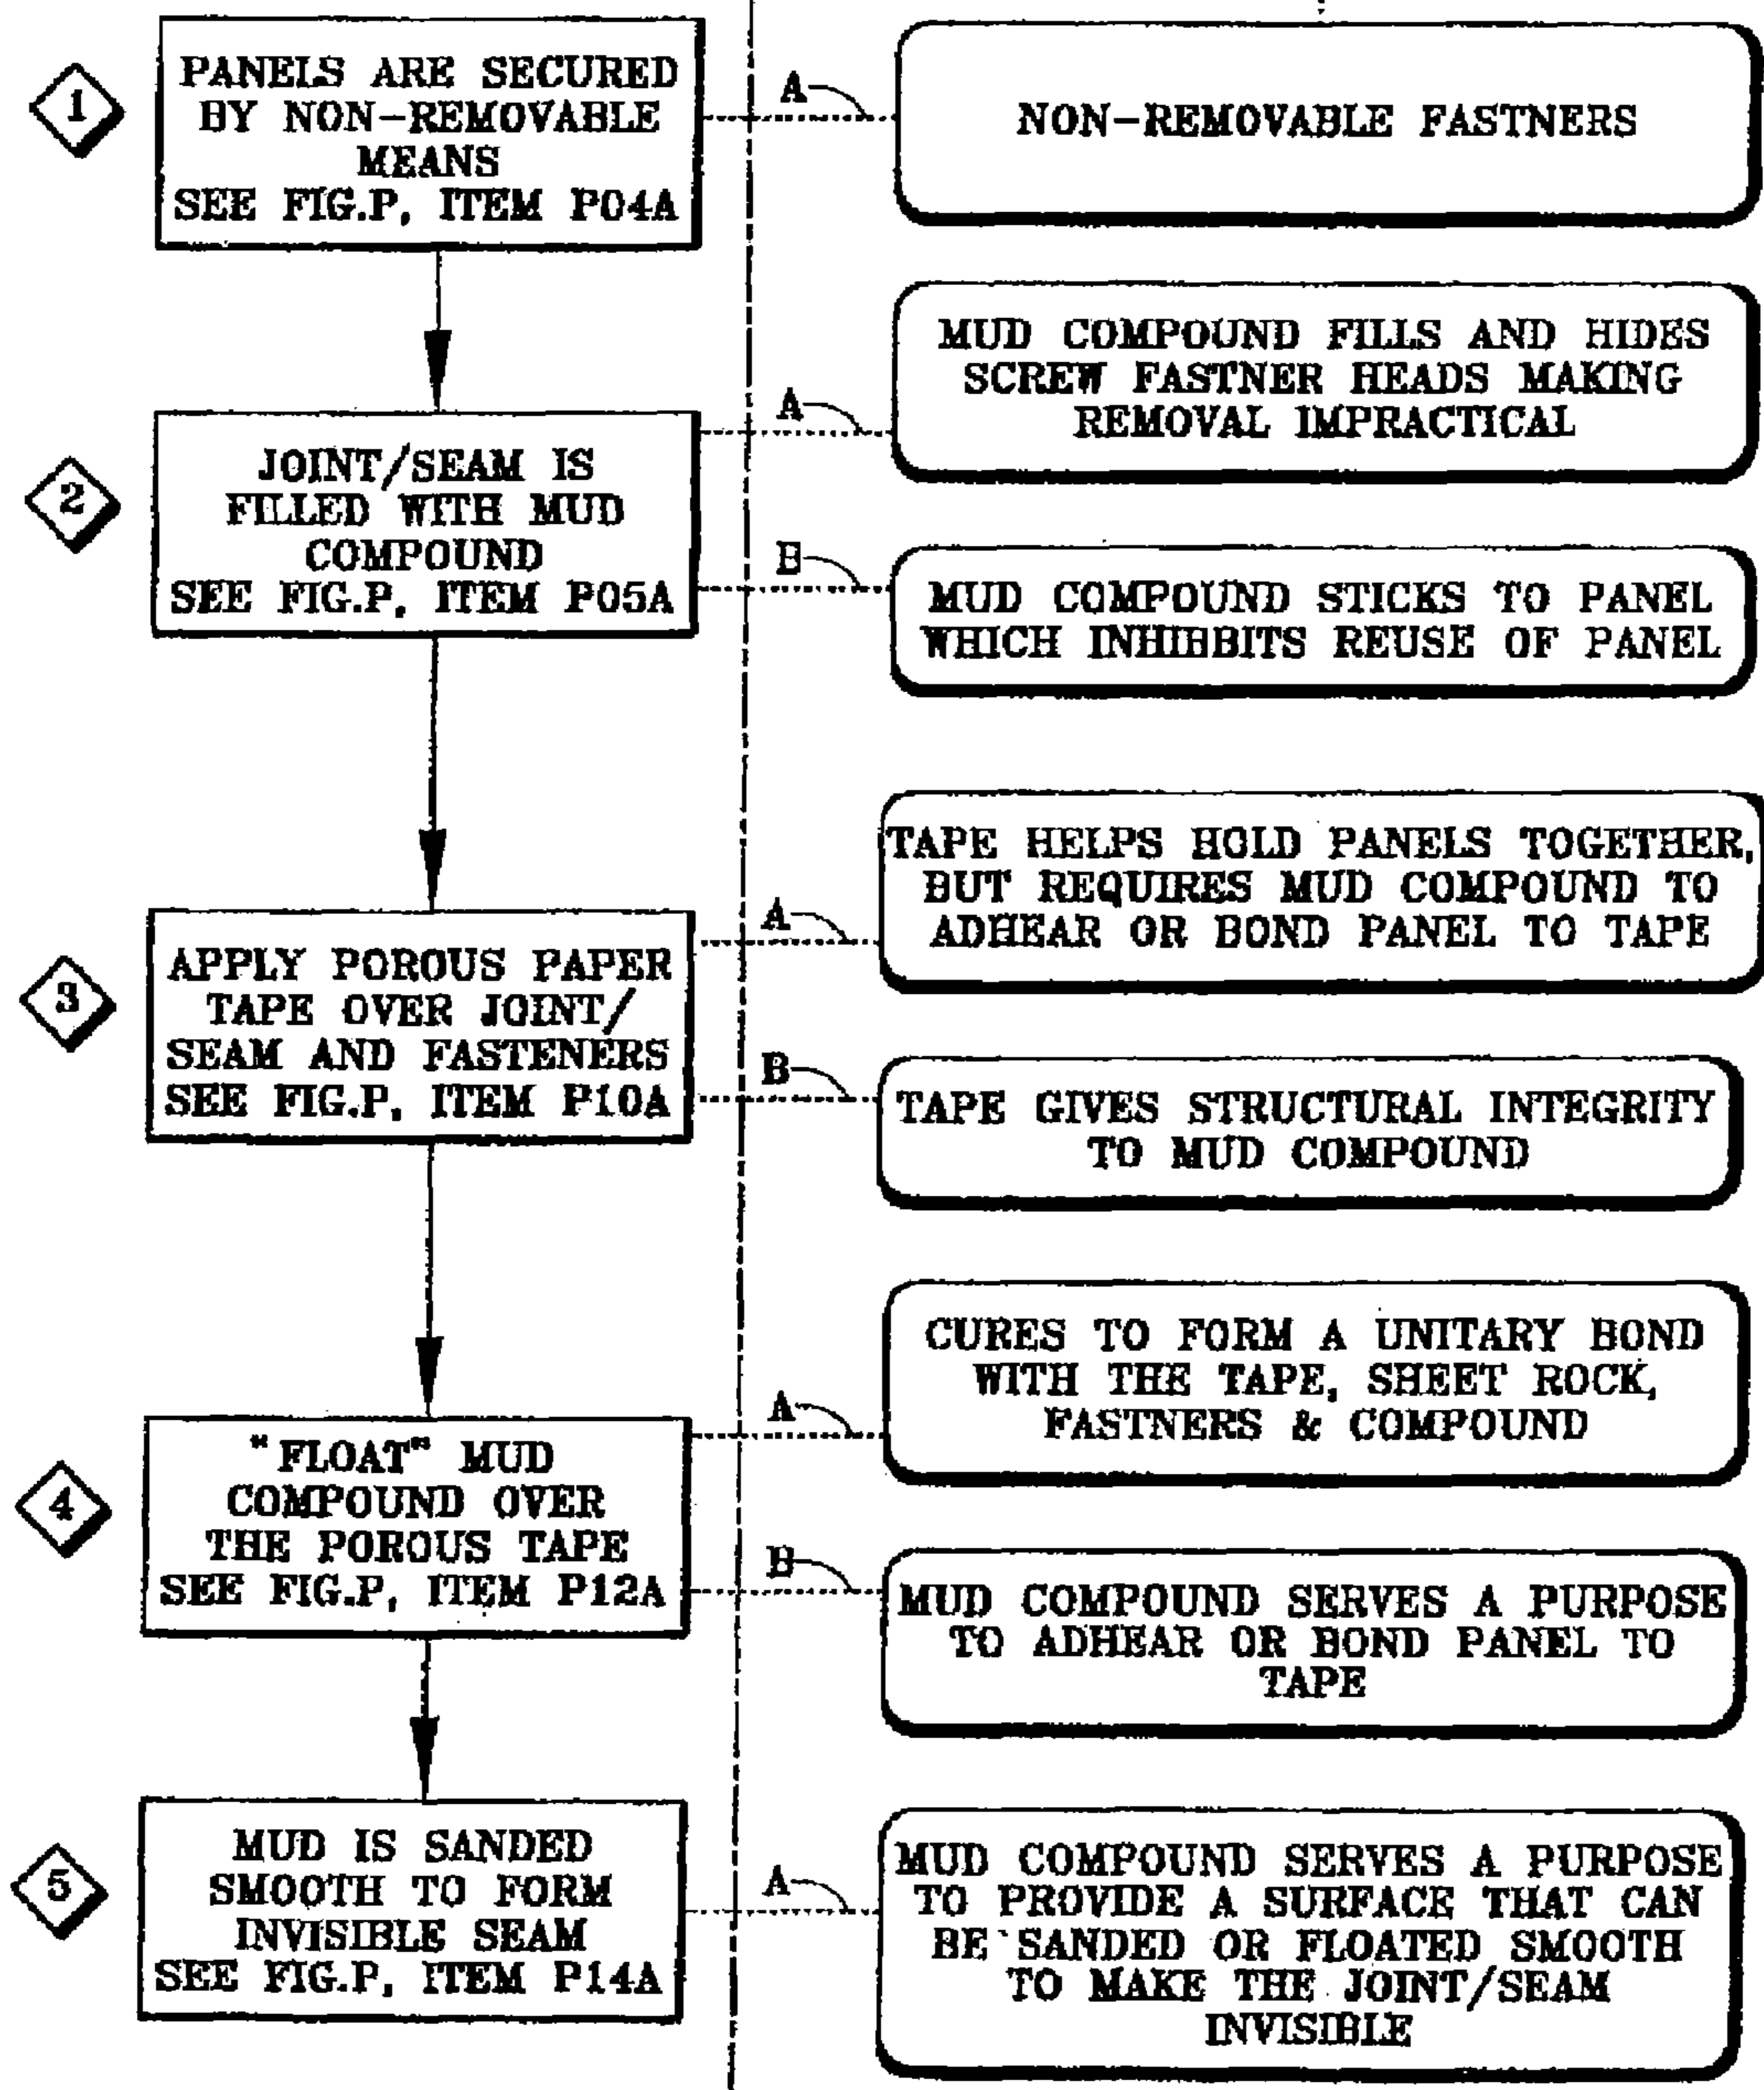 1
PANELS ARE SECURED
BY NON-REMOVABLE
MEANS
SEE FIG.P, ITEM P04A
A
NON-REMOVABLE FASTNERS
2
JOINT/SEAM IS
FILLED WITH MUD
COMPOUND
SEE FIG.P, ITEM P05A
A
MUD COMPOUND FILLS AND HIDES
SCREW FASTNER HEADS MAKING
REMOVAL IMPRACTICAL
B
MUD COMPOUND STICKS TO PANEL
WHICH INHIBBITS REUSE OF PANEL
3
APPLY POROUS PAPER
TAPE OVER JOINT/
SEAM AND FASTENERS
SEE FIG.P, ITEM P10A
A
TAPE HELPS HOLD PANELS TOGETHER,
BUT REQUIRES MUD COMPOUND TO
ADHEAR OR BOND PANEL TO TAPE
B
TAPE GIVES STRUCTURAL INTEGRITY
TO MUD COMPOUND
4
"FLOAT" MUD
COMPOUND OVER
THE POROUS TAPE
SEE FIG.P, ITEM P12A
A
CURES TO FORM A UNITARY BOND
WITH THE TAPE, SHEET ROCK,
FASTNERS & COMPOUND
B
MUD COMPOUND SERVES A PURPOSE
TO ADHEAR OR BOND PANEL TO
TAPE
5
MUD IS SANDED
SMOOTH TO FORM
INVISIBLE SEAM
SEE FIG.P, ITEM P14A
A
MUD COMPOUND SERVES A PURPOSE
TO PROVIDE A SURFACE THAT CAN
BE SANDED OR FLOATED SMOOTH
TO MAKE THE JOINT/SEAM
INVISIBLE